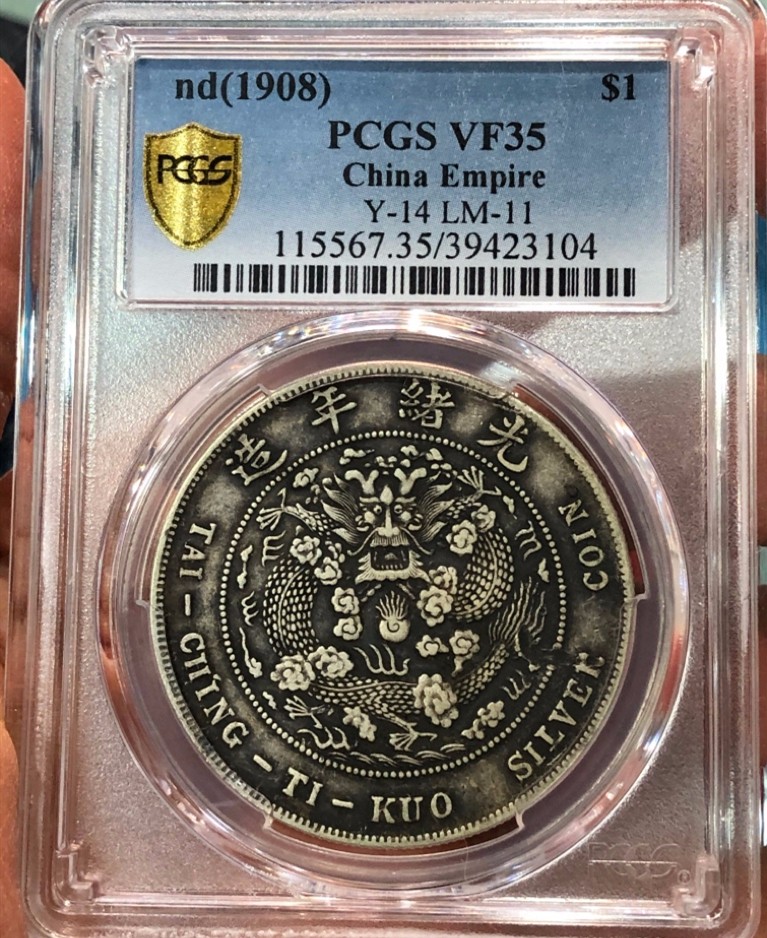 nd(1908) $1
PCGS VF35
PCGS
China Empire
Y-14 LM-11
115567.35/39423104
造年緒光
TAI-CHING-TI-KUO SILVER COIN
PCGS